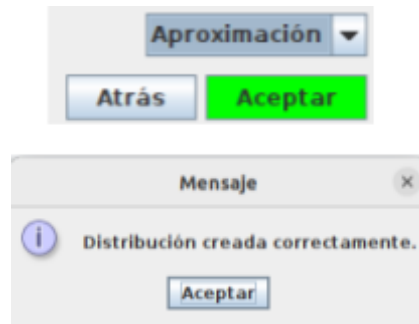 Aproximación
Atrás Aceptar
Mensaje
Distribución creada correctamente.
Aceptar